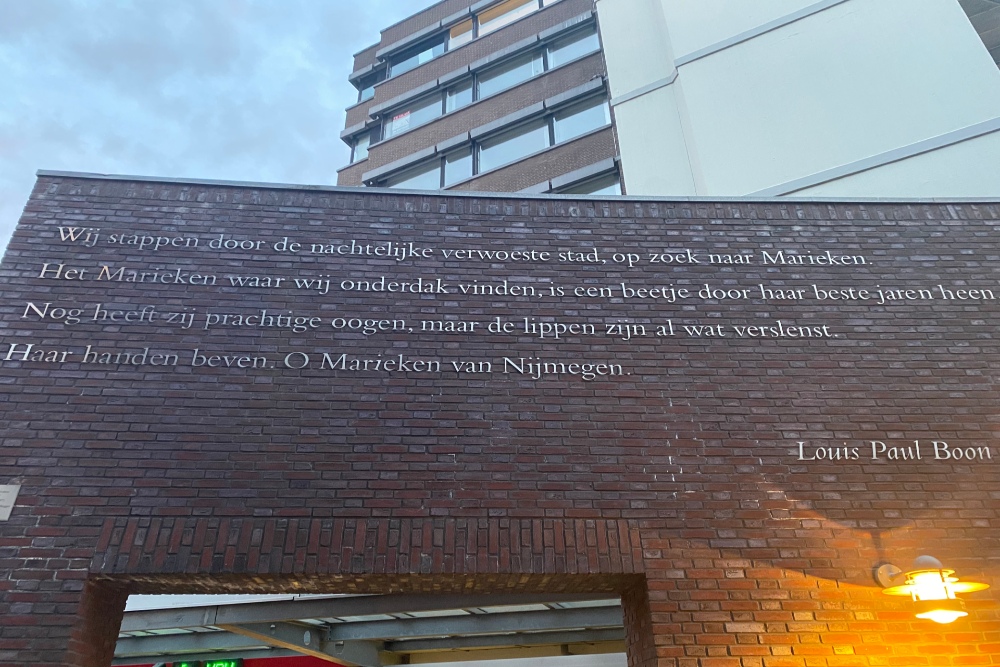 Wij stappen door de nachtelijke verwoeste stad, op zoek naar Marieken.
Het Marieken waar wij onderdak vinden, is een beetje door haar beste jaren heen
Nog heeft zij prachtige oogen, maar de lippen zijn al wat verslenst.
Haar handen beven. O Marieken van Nijmegen.
Louis Paul Boon